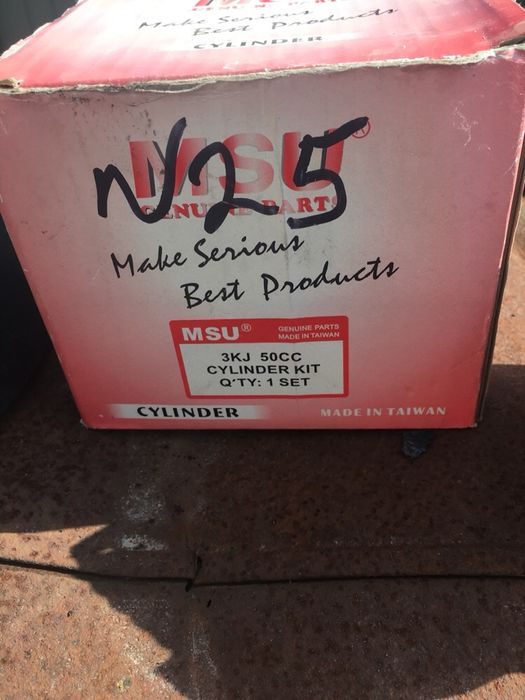 Make Serious
Best Products
CYLINDER
MSU®
GENUINE PARTS
N25
Make Serious
Best Products
MSU® GENUINE PARTS
MADE IN TAIWAN
3KJ 50CC
CYLINDER KIT
Q'TY: 1 SET
CYLINDER MADE IN TAIWAN